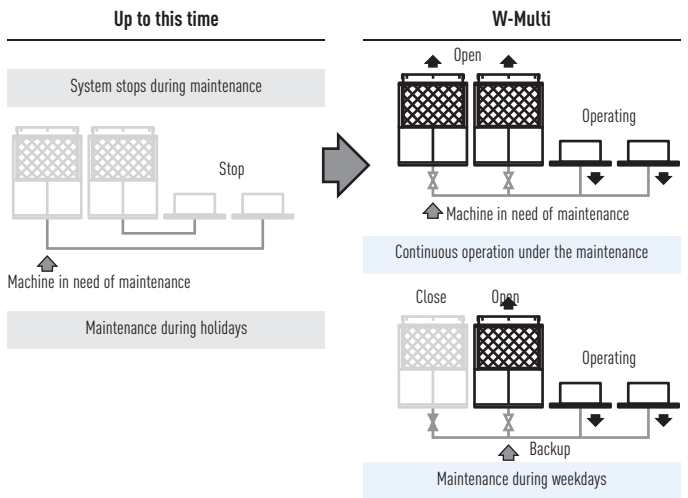 Up to this time
System stops during maintenance
Stop
Machine in need of maintenance
Maintenance during holidays
W-Multi
Open
Operating
Machine in need of maintenance
Continuous operation under the maintenance
Close
Open
Operating
Backup
Maintenance during weekdays